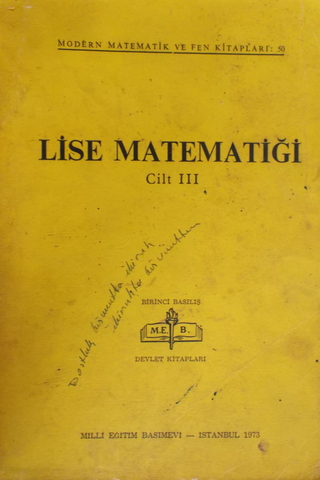 MODERN MATEMATİK VE FEN KİTAPLARI: 50
LİSE MATEMATİĞİ
Cilt III
BİRİNCİ BASILIŞ
M.E. B.
DEVLET KİTAPLARI
MİLLİ EĞİTİM BASIMEVİ — İSTANBUL 1973